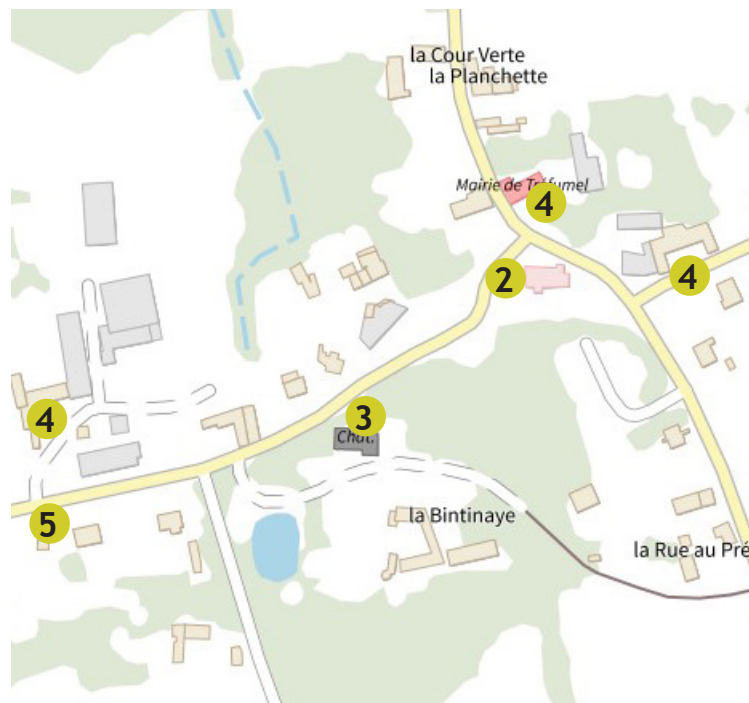 la Cour Verte
la Planchette
Mairie de Tréfumel
4
2
4
4
3
Chât.
5
la Bintinaye
la Rue au Pré